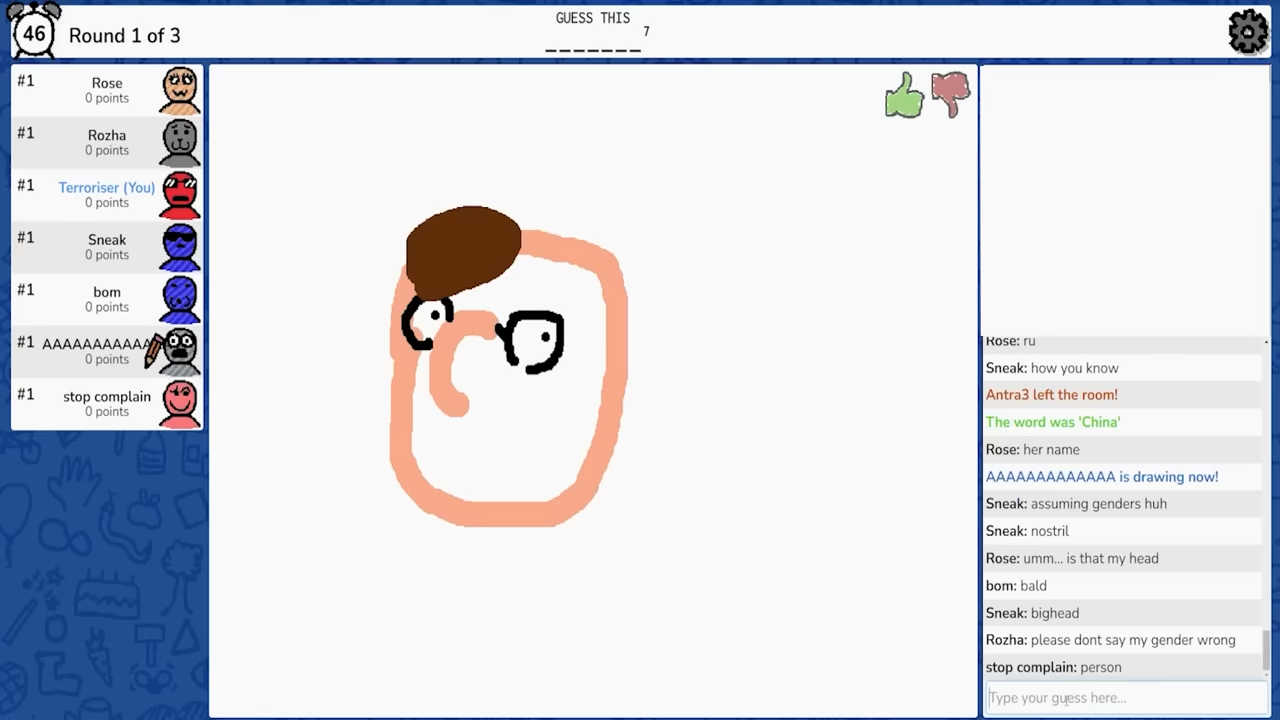 46
Round 1 of 3
GUESS THIS
_______ 7
#1 Rose
0 points
#1 Rozha
0 points
#1 Terroriser (You)
0 points
#1 Sneak
0 points
#1 bom
0 points
#1 AAAAAAAAAAA
0 points
#1 stop complain
0 points
Rose: ru
Sneak: how you know
Antra3 left the room!
The word was 'China'
Rose: her name
AAAAAAAAAAAAA is drawing now!
Sneak: assuming genders huh
Sneak: nostril
Rose: umm... is that my head
bom: bald
Sneak: bighead
Rozha: please dont say my gender wrong
stop complain: person
Type your guess here...